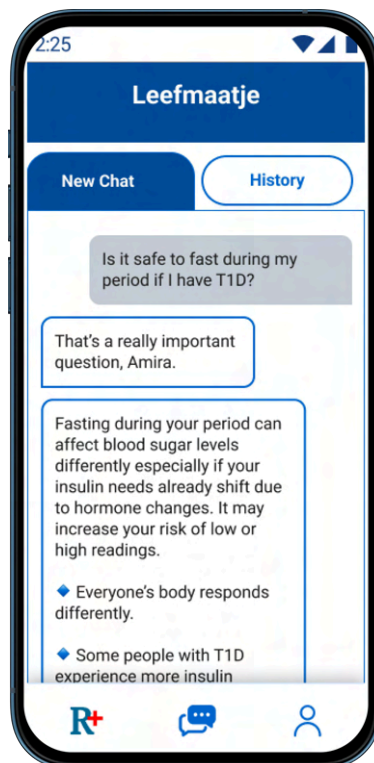 2:25
Leefmaatje
New Chat
History
Is it safe to fast during my
period if I have T1D?
That's a really important
question, Amira.
Fasting during your period can
affect blood sugar levels
differently especially if your
insulin needs already shift due
to hormone changes. It may
increase your risk of low or
high readings.
🔹 Everyone's body responds
differently.
🔹 Some people with T1D
experience more insulin
R+